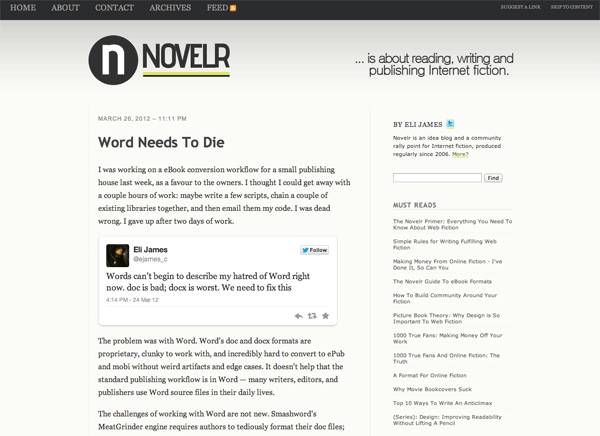 HOME ABOUT CONTACT ARCHIVES FEED
SUGGEST A LINK SKIP TO CONTENT
n NOVELR
... is about reading, writing and
publishing Internet fiction.
MARCH 26, 2012 – 11:11 PM
Word Needs To Die
I was working on a eBook conversion workflow for a small publishing
house last week, as a favour to the owners. I thought I could get away with
a couple hours of work: maybe write a few scripts, chain a couple of
existing libraries together, and then email them my code. I was dead
wrong. I gave up after two days of work.
Eli James
@ejames_c
Follow
Words can't begin to describe my hatred of Word right
now. doc is bad; docx is worst. We need to fix this
4:14 PM - 24 Mar 12
The problem was with Word. Word's doc and docx formats are
proprietary, clunky to work with, and incredibly hard to convert to ePub
and mobi without weird artifacts and edge cases. It doesn't help that the
standard publishing workflow is in Word — many writers, editors, and
publishers use Word source files in their daily lives.
The challenges of working with Word are not new. Smashword's
MeatGrinder engine requires authors to tediously format their doc files;
BY ELI JAMES
Novelr is an idea blog and a community
rally point for Internet fiction, produced
regularly since 2006. More?
Find
MUST READS
The Novelr Primer: Everything You Need To
Know About Web Fiction
Simple Rules for Writing Fulfilling Web
Fiction
Making Money From Online Fiction - I've
Done It, So Can You
The Novelr Guide To eBook Formats
How To Build Community Around Your
Fiction
Picture Book Theory: Why Design is So
Important To Web Fiction
1000 True Fans: Making Money Off Your
Work
1000 True Fans And Online Fiction: The
Truth
A Format For Online Fiction
Why Movie Bookcovers Suck
Top 10 Ways To Write An Anticlimax
(Series): Design: Improving Readability
Without Lifting A Pencil